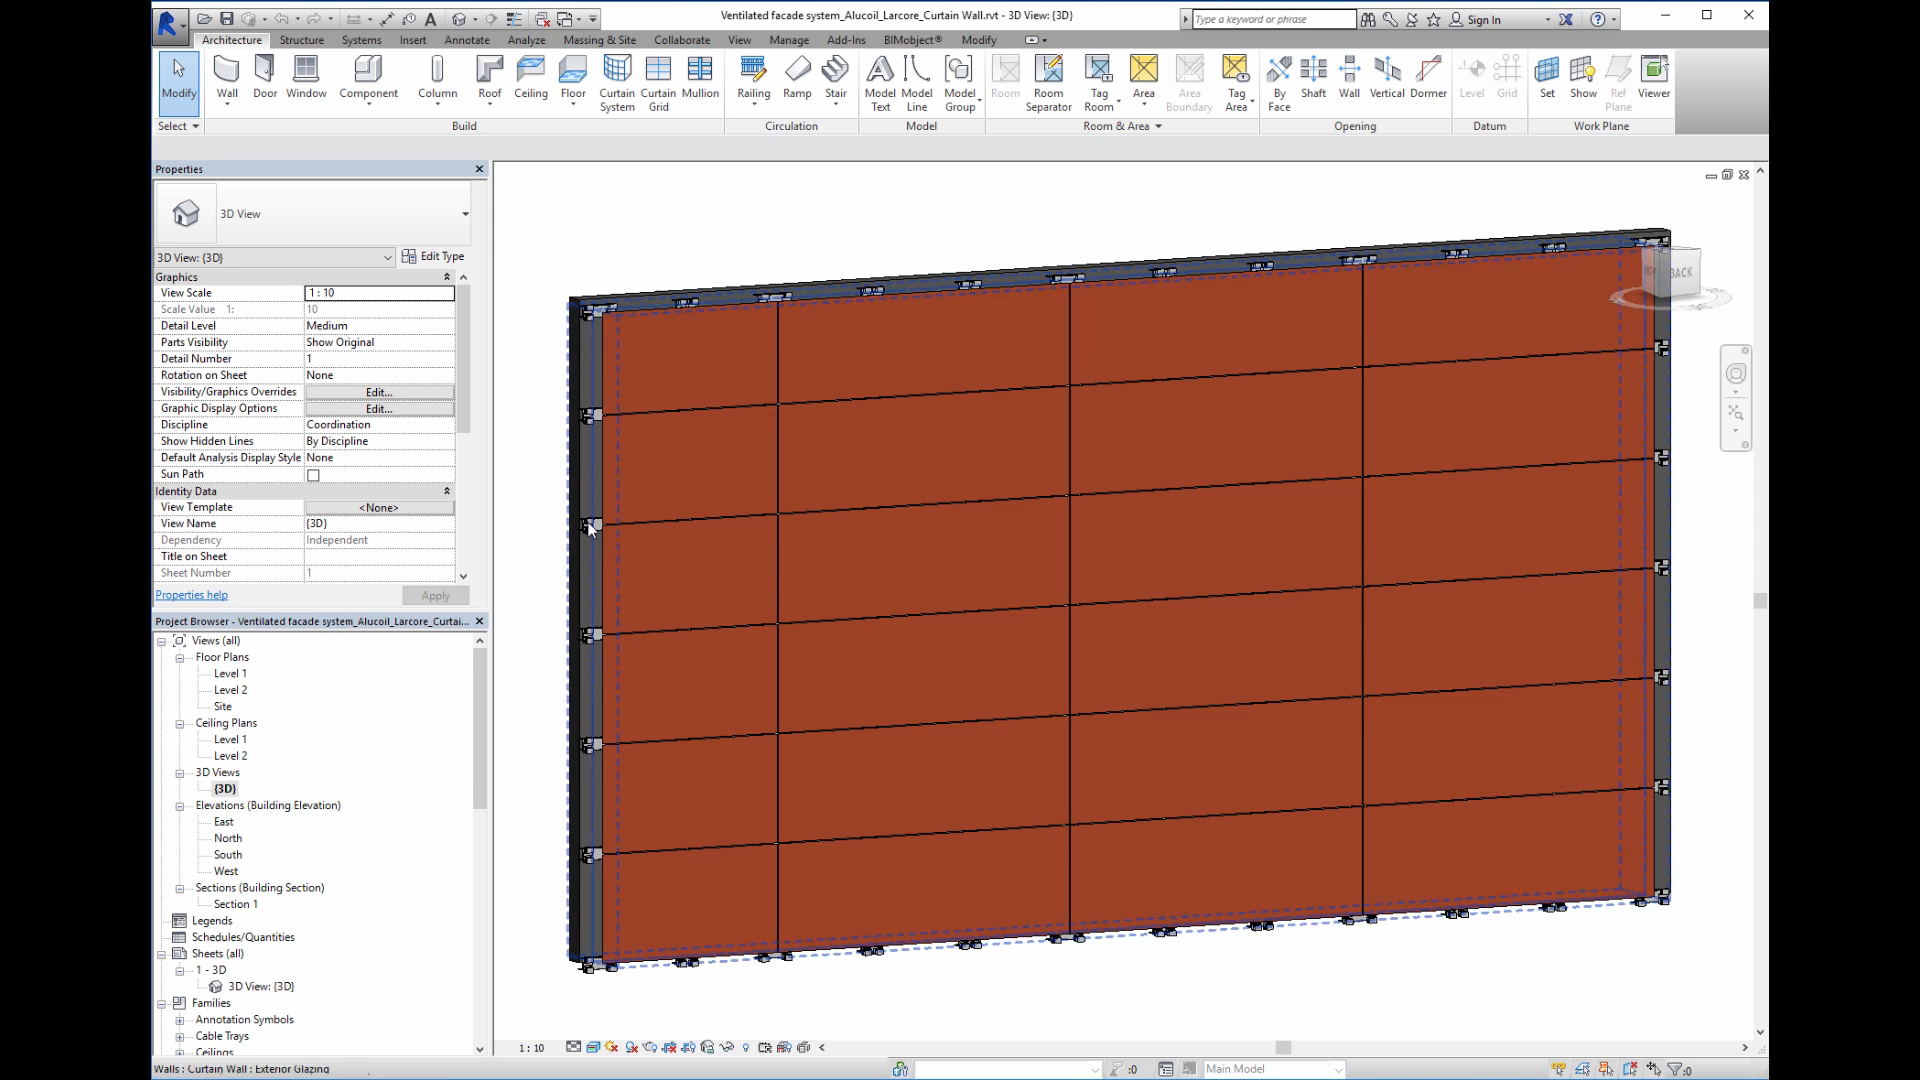 Ventilated facade system_Alucoil_Larcore_Curtain Wall.rvt - 3D View: {3D}
Type a keyword or phrase
Sign In
Architecture Structure Systems Insert Annotate Analyze Massing & Site Collaborate View Manage Add-Ins BIMobject® Modify
Modify Wall Door Window Component Column Roof Ceiling Floor Curtain System Curtain Grid Mullion Railing Ramp Stair Model Text Model Line Model Group Room Room Separator Tag Room Area Area Boundary Tag Area By Face Shaft Wall Vertical Dormer Level Grid Set Show Ref Plane Viewer
Select Build Circulation Model Room & Area Opening Datum Work Plane
Properties
3D View
3D View: {3D} Edit Type
Graphics
View Scale 1 : 10
Scale Value 1: 10
Detail Level Medium
Parts Visibility Show Original
Detail Number 1
Rotation on Sheet None
Visibility/Graphics Overrides Edit...
Graphic Display Options Edit...
Discipline Coordination
Show Hidden Lines By Discipline
Default Analysis Display Style None
Sun Path
Identity Data
View Template <None>
View Name {3D}
Dependency Independent
Title on Sheet
Sheet Number 1
Properties help Apply
Project Browser - Ventilated facade system_Alucoil_Larcore_Curtai...
Views (all)
Floor Plans
Level 1
Level 2
Site
Ceiling Plans
Level 1
Level 2
3D Views
{3D}
Elevations (Building Elevation)
East
North
South
West
Sections (Building Section)
Section 1
Legends
Schedules/Quantities
Sheets (all)
1 - 3D
3D View: {3D}
Families
Annotation Symbols
Cable Trays
Ceilings
BACK
1 : 10
Walls : Curtain Wall : Exterior Glazing
:0
Main Model
:0